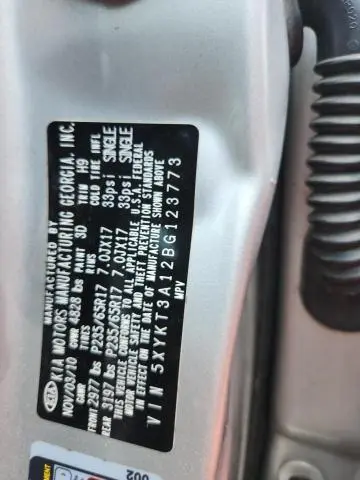 MANUFACTURED BY
KIA MOTORS MANUFACTURING GEORGIA, INC.
KIA
NOV/03/10 PAINT 3D TRIM H9
GVWR 4828 lbs
GAWR TIRES RIMS COLD TIRE INFL
FRONT 2977 lbs P235/65R17 7.0JX17 33psi SINGLE
REAR 3197 lbs P235/65R17 7.0JX17 33psi SINGLE
THIS VEHICLE CONFORMS TO ALL APPLICABLE U.S.A. FEDERAL
MOTOR VEHICLE SAFETY AND THEFT PREVENTION STANDARDS
IN EFFECT ON THE DATE OF MANUFACTURE SHOWN ABOVE
VIN 5XYKT3A12BG123773
MPV
002